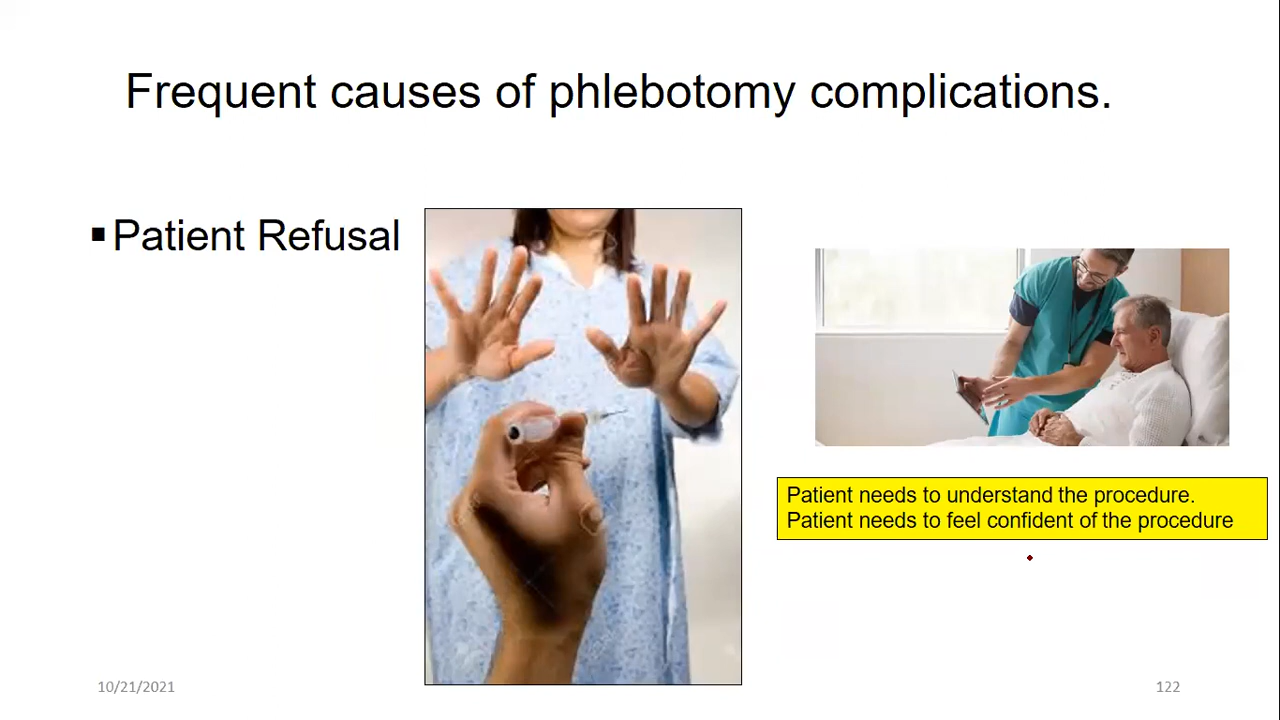 Frequent causes of phlebotomy complications.
▪Patient Refusal
Patient needs to understand the procedure.
Patient needs to feel confident of the procedure
10/21/2021
122